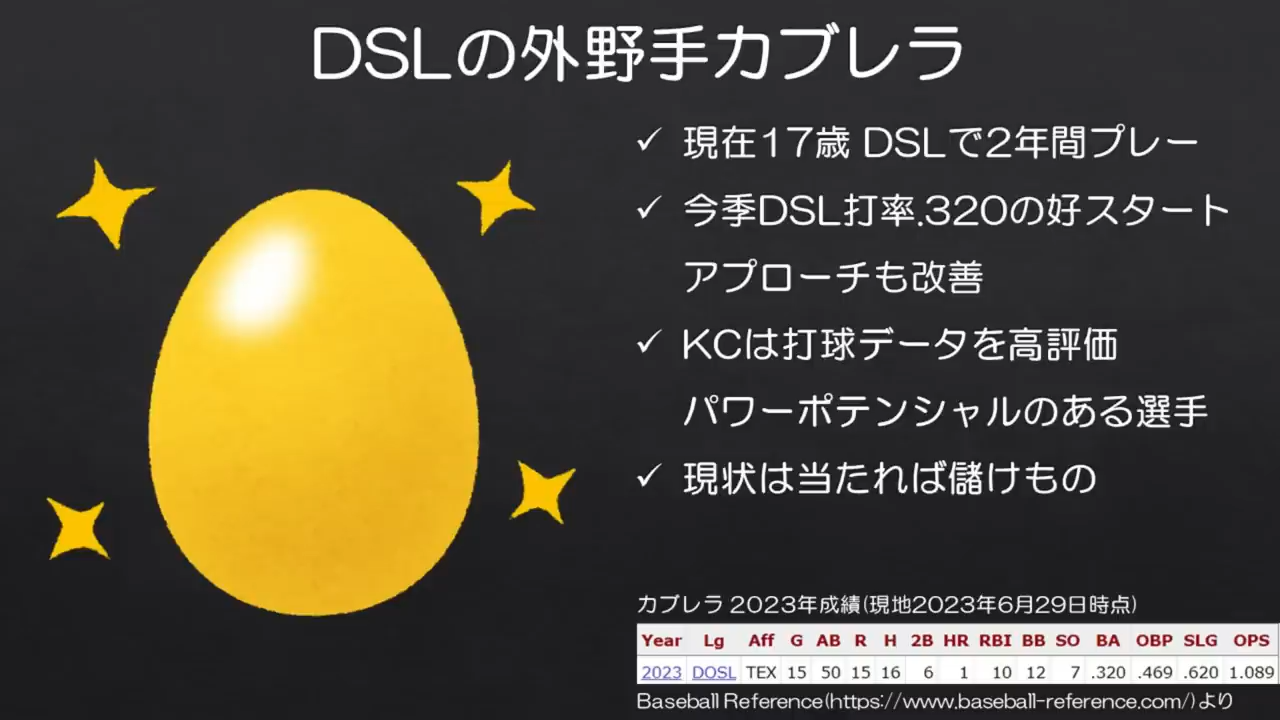 DSLの外野手カブレラ
✓ 現在17歳 DSLで2年間プレー
✓ 今季DSL打率.320の好スタート
アプローチも改善
✓ KCは打球データを高評価
パワーポテンシャルのある選手
✓ 現状は当たれば儲けもの
カブレラ 2023年成績(現地2023年6月29日時点)
Year Lg Aff G AB R H 2B HR RBI BB SO BA OBP SLG OPS
2023 DOSL TEX 15 50 15 16 6 1 10 12 7 .320 .469 .620 1.089
Baseball Reference(https://www.baseball-reference.com/)より